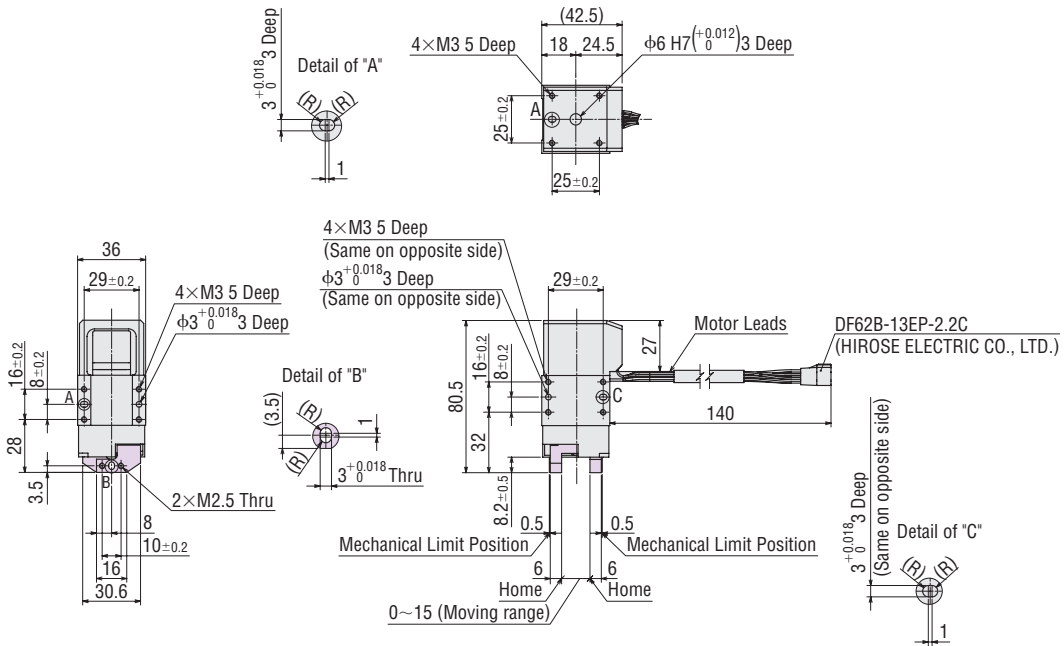 (42.5)
18
24.5
4×M3 5 Deep
φ6 H7(+0.012 0)3 Deep
A
25±0.2
25±0.2
Detail of "A"
3 +0.018 0 3 Deep
(R)
(R)
1
36
29±0.2
4×M3 5 Deep
φ3 +0.018 0 3 Deep
16±0.2
8±0.2
A
28
3.5
B
2×M2.5 Thru
8
10±0.2
16
30.6
Detail of "B"
(3.5)
(R)
(R)
1
3 +0.018 0 Thru
4×M3 5 Deep
(Same on opposite side)
φ3 +0.018 0 3 Deep
(Same on opposite side)
29±0.2
Motor Leads
DF62B-13EP-2.2C
(HIROSE ELECTRIC CO., LTD.)
27
80.5
16±0.2
8±0.2
C
32
140
8.2±0.5
0.5
0.5
Mechanical Limit Position
Mechanical Limit Position
6
6
Home
Home
0~15 (Moving range)
Detail of "C"
3 +0.018 0 3 Deep
(Same on opposite side)
(R)
(R)
1